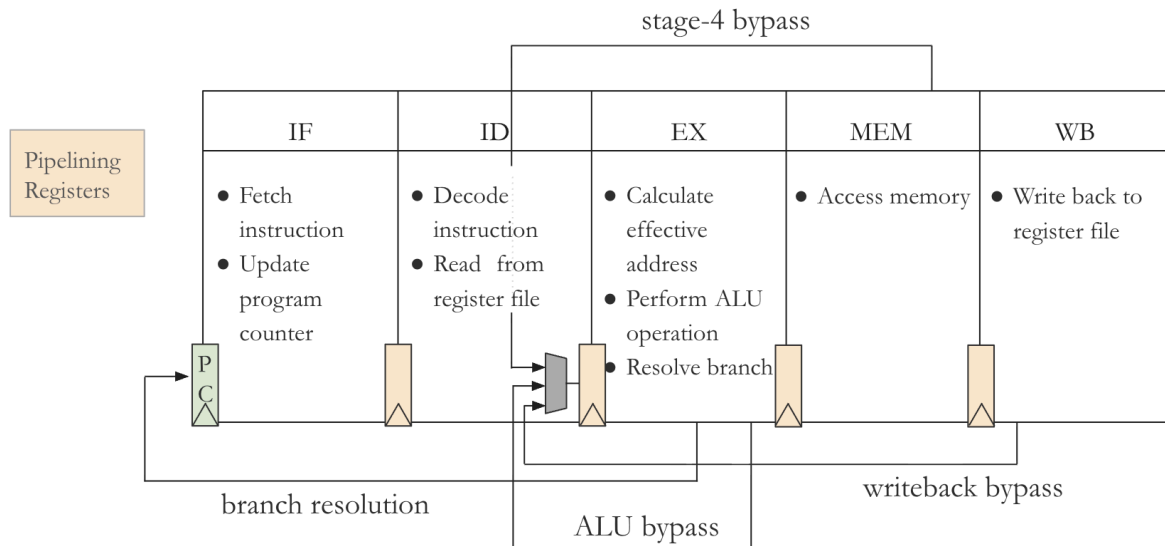 stage-4 bypass
IF
ID
EX
MEM
WB
Pipelining
Registers
● Fetch
instruction
● Update
program
counter
● Decode
instruction
● Read from
register file
● Calculate
effective
address
● Perform ALU
operation
● Resolve branch
● Access memory
● Write back to
register file
P
C
branch resolution
writeback bypass
ALU bypass